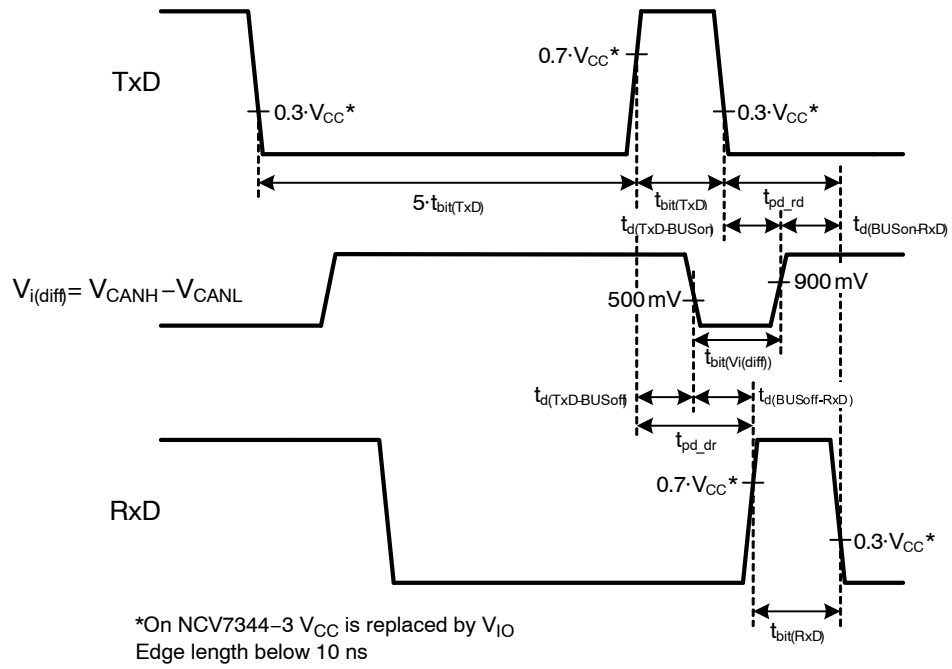 TxD
0.3·VCC*
0.7·VCC*
0.3·VCC*
5·tbit(TxD)
tbit(TxD)
tpd_rd
td(TxD-BUSon)
td(BUSon-RxD)
Vi(diff) = VCANH−VCANL
500 mV
900 mV
tbit(Vi(diff))
td(TxD-BUSoff)
td(BUSoff-RxD)
tpd_dr
RxD
0.7·VCC*
0.3·VCC*
tbit(RxD)
*On NCV7344−3 VCC is replaced by VIO
Edge length below 10 ns